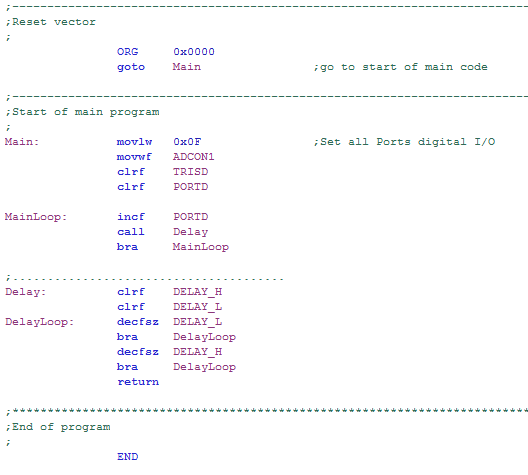 ;--------------------------------------------------------------------------
;Reset vector
;
                ORG     0x0000
                goto    Main                ;go to start of main code
;--------------------------------------------------------------------------
;Start of main program
;
Main:           movlw   0x0F                ;Set all Ports digital I/O
                movwf   ADCON1
                clrf    TRISD
                clrf    PORTD
MainLoop:       incf    PORTD
                call    Delay
                bra     MainLoop
;.......................................
Delay:          clrf    DELAY_H
                clrf    DELAY_L
DelayLoop:      decfsz  DELAY_L
                bra     DelayLoop
                decfsz  DELAY_H
                bra     DelayLoop
                return
;**************************************************************************
;End of program
;
                END